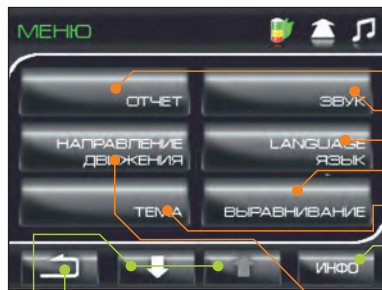 МЕНЮ
ОТЧЕТ
ЗВУК
НАПРАВЛЕНИЕ
ДВИЖЕНИЯ
LANGUAGE
ЯЗЫК
ТЕМА
ВЫРАВНИВАНИЕ
ИНФО